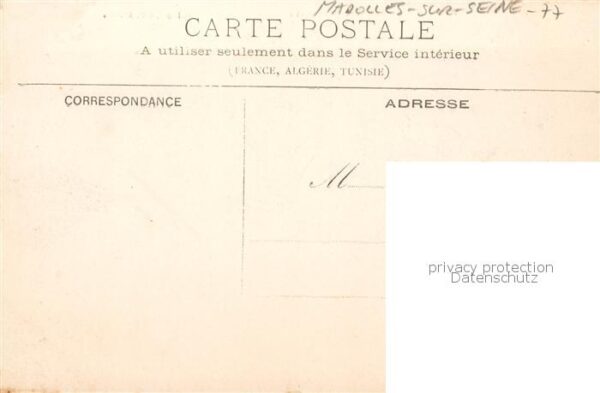 MAROLLES-SUR-SEINE-77
CARTE POSTALE
A utiliser seulement dans le Service intérieur
(FRANCE, ALGÉRIE, TUNISIE)
CORRESPONDANCE
ADRESSE
M
privacy protection
Datenschutz